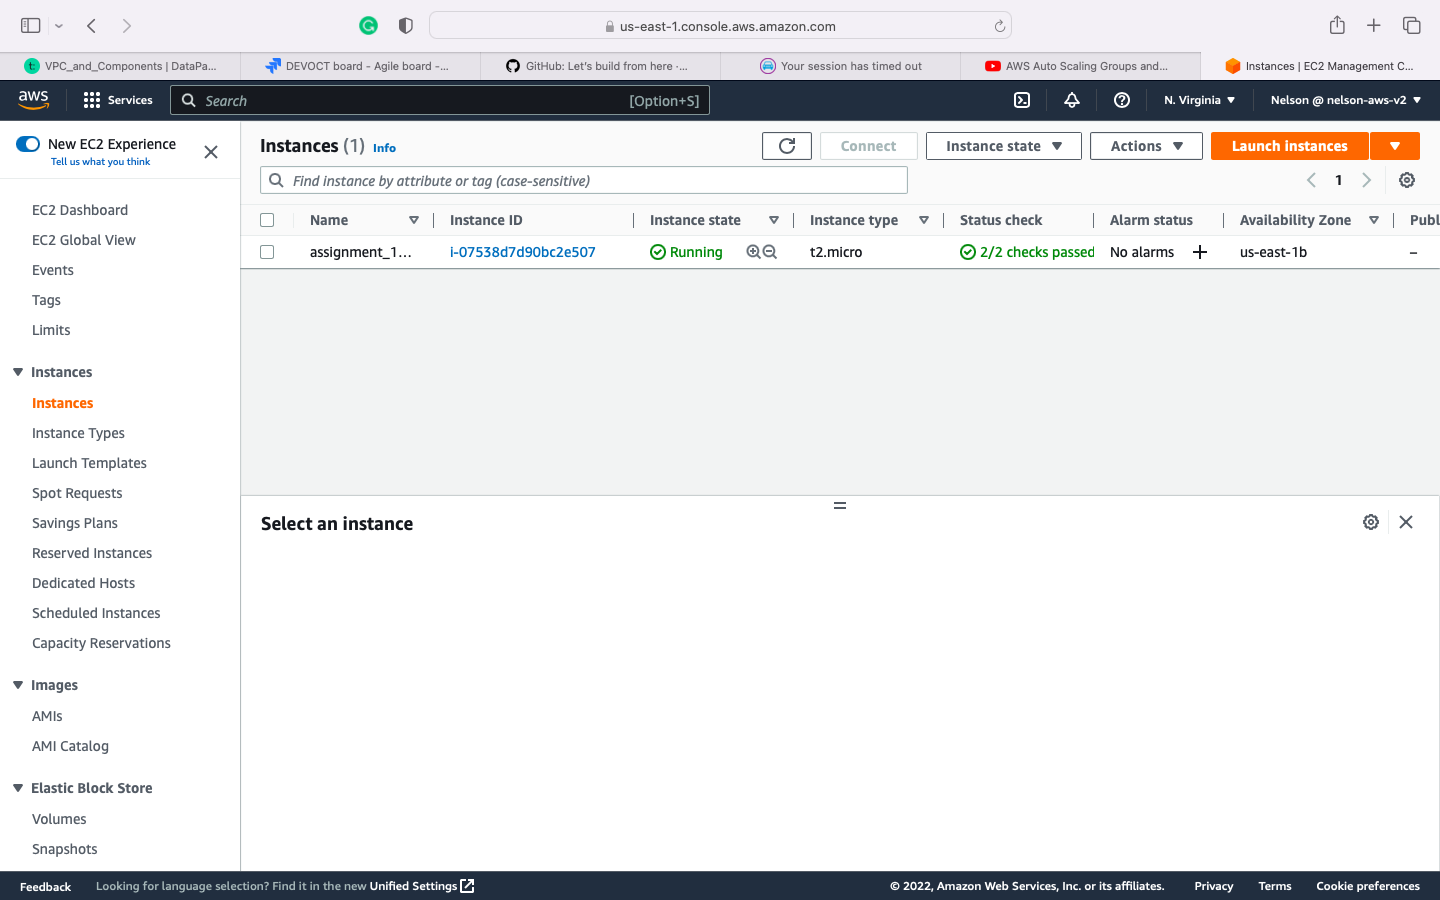 us-east-1.console.aws.amazon.com
VPC_and_Components | DataPa...
DEVOCT board - Agile board -...
GitHub: Let's build from here ·...
Your session has timed out
AWS Auto Scaling Groups and...
Instances | EC2 Management C...
aws
Services
Search
[Option+S]
N. Virginia
Nelson @ nelson-aws-v2
New EC2 Experience
Tell us what you think
EC2 Dashboard
EC2 Global View
Events
Tags
Limits
Instances
Instances
Instance Types
Launch Templates
Spot Requests
Savings Plans
Reserved Instances
Dedicated Hosts
Scheduled Instances
Capacity Reservations
Images
AMIs
AMI Catalog
Elastic Block Store
Volumes
Snapshots
Instances (1) Info
Connect
Instance state
Actions
Launch instances
Find instance by attribute or tag (case-sensitive)
1
Name Instance ID Instance state Instance type Status check Alarm status Availability Zone Publ
assignment_1... i-07538d7d90bc2e507 Running t2.micro 2/2 checks passed No alarms + us-east-1b –
Select an instance
Feedback
Looking for language selection? Find it in the new Unified Settings
© 2022, Amazon Web Services, Inc. or its affiliates.
Privacy
Terms
Cookie preferences